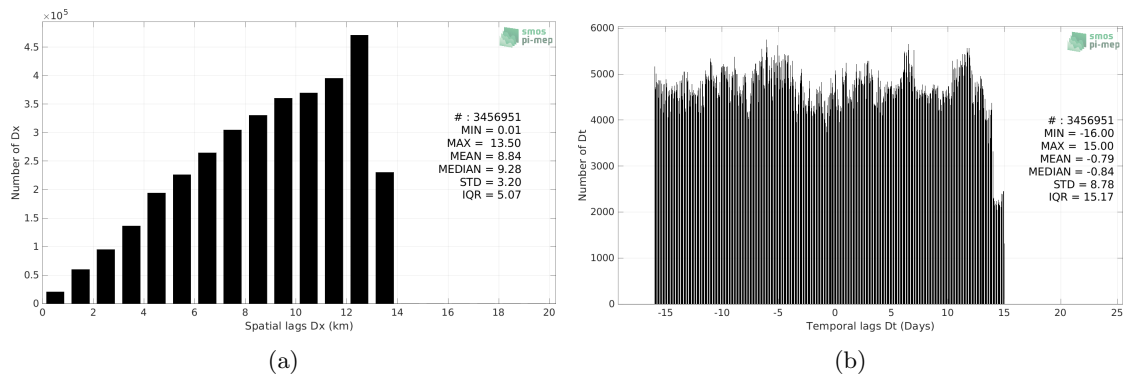 ×10⁵
4.5
4
3.5
3
2.5
2
1.5
1
0.5
0
Number of Dx
0 2 4 6 8 10 12 14 16 18 20
Spatial lags Dx (km)
smos
pi-mep
# : 3456951
MIN = 0.01
MAX = 13.50
MEAN = 8.84
MEDIAN = 9.28
STD = 3.20
IQR = 5.07
(a)
6000
5000
4000
3000
2000
1000
0
Number of Dt
-15 -10 -5 0 5 10 15 20 25
Temporal lags Dt (Days)
smos
pi-mep
# : 3456951
MIN = -16.00
MAX = 15.00
MEAN = -0.79
MEDIAN = -0.84
STD = 8.78
IQR = 15.17
(b)